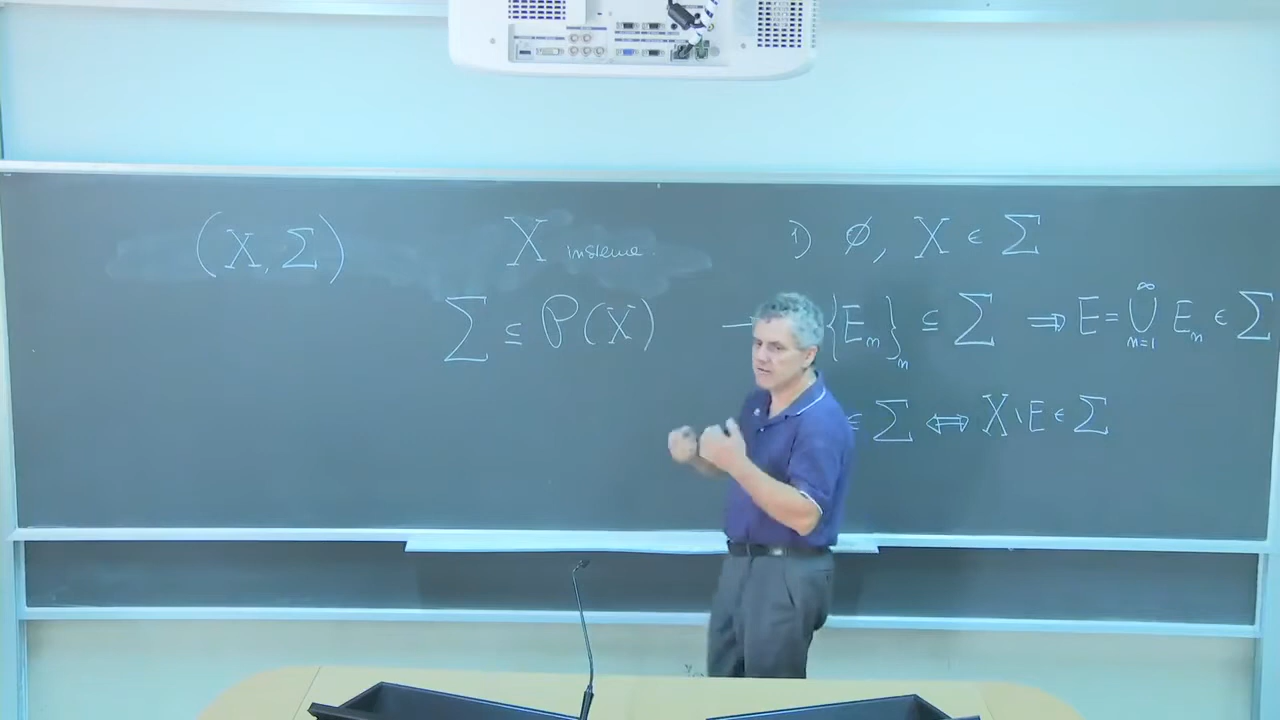 (X, Σ)
X insieme.
Σ ⊆ P(X)
1) ∅, X ∈ Σ
{E_n}_n ⊆ Σ ⟹ E = ⋃_{n=1}^∞ E_n ∈ Σ
∈ Σ ⟺ X \ E ∈ Σ